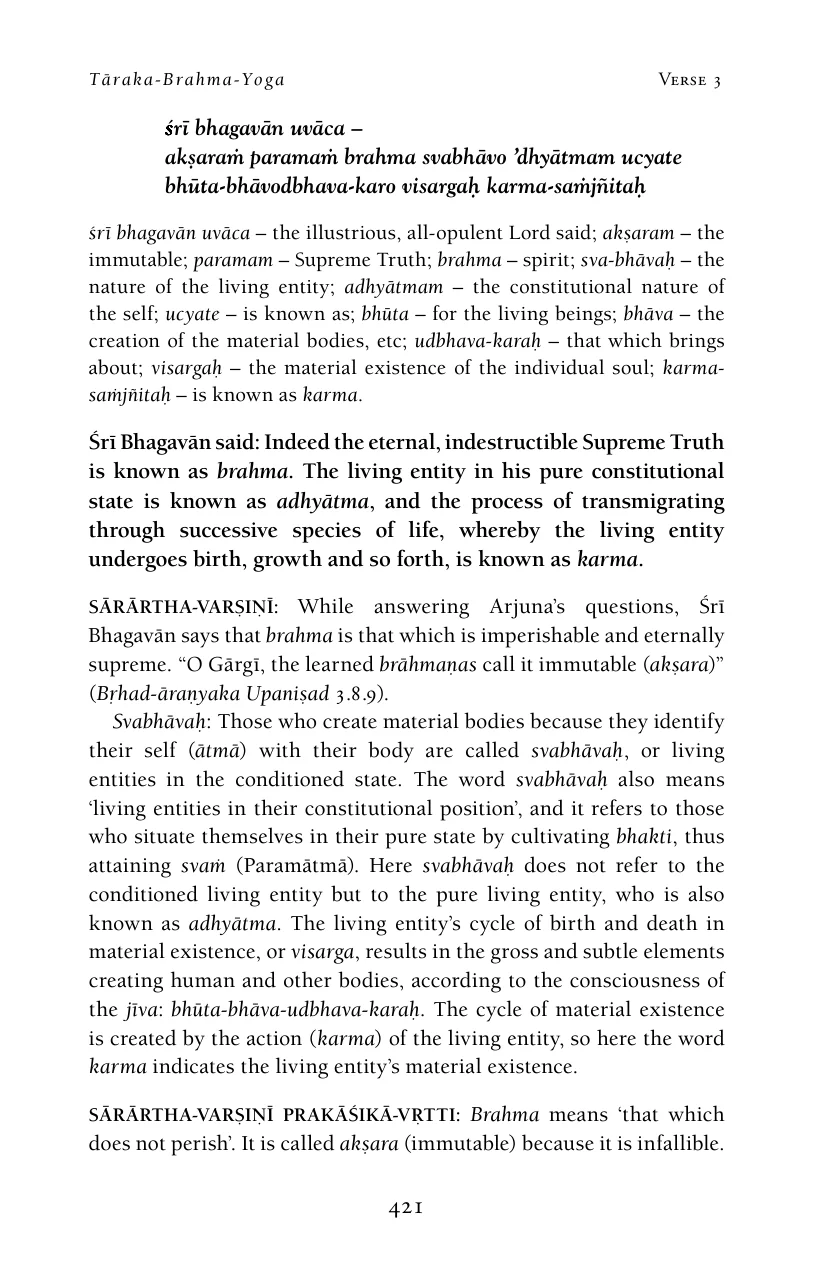 Tāraka-Brahma-Yoga Verse 3
śrī bhagavān uvāca –
akṣaraṁ paramaṁ brahma svabhāvo ’dhyātmam ucyate
bhūta-bhāvodbhava-karo visargaḥ karma-saṁjñitaḥ
śrī bhagavān uvāca – the illustrious, all-opulent Lord said; akṣaram – the
immutable; paramam – Supreme Truth; brahma – spirit; sva-bhāvaḥ – the
nature of the living entity; adhyātmam – the constitutional nature of
the self; ucyate – is known as; bhūta – for the living beings; bhāva – the
creation of the material bodies, etc; udbhava-karaḥ – that which brings
about; visargaḥ – the material existence of the individual soul; karma-
saṁjñitaḥ – is known as karma.
Śrī Bhagavān said: Indeed the eternal, indestructible Supreme Truth
is known as brahma. The living entity in his pure constitutional
state is known as adhyātma, and the process of transmigrating
through successive species of life, whereby the living entity
undergoes birth, growth and so forth, is known as karma.
SĀRĀRTHA-VARṢIṆĪ: While answering Arjuna’s questions, Śrī
Bhagavān says that brahma is that which is imperishable and eternally
supreme. “O Gārgī, the learned brāhmaṇas call it immutable (akṣara)”
(Bṛhad-āraṇyaka Upaniṣad 3.8.9).
Svabhāvaḥ: Those who create material bodies because they identify
their self (ātmā) with their body are called svabhāvaḥ, or living
entities in the conditioned state. The word svabhāvaḥ also means
‘living entities in their constitutional position’, and it refers to those
who situate themselves in their pure state by cultivating bhakti, thus
attaining svaṁ (Paramātmā). Here svabhāvaḥ does not refer to the
conditioned living entity but to the pure living entity, who is also
known as adhyātma. The living entity’s cycle of birth and death in
material existence, or visarga, results in the gross and subtle elements
creating human and other bodies, according to the consciousness of
the jīva: bhūta-bhāva-udbhava-karaḥ. The cycle of material existence
is created by the action (karma) of the living entity, so here the word
karma indicates the living entity’s material existence.
SĀRĀRTHA-VARṢIṆĪ PRAKĀŚIKĀ-VṚTTI: Brahma means ‘that which
does not perish’. It is called akṣara (immutable) because it is infallible.
421